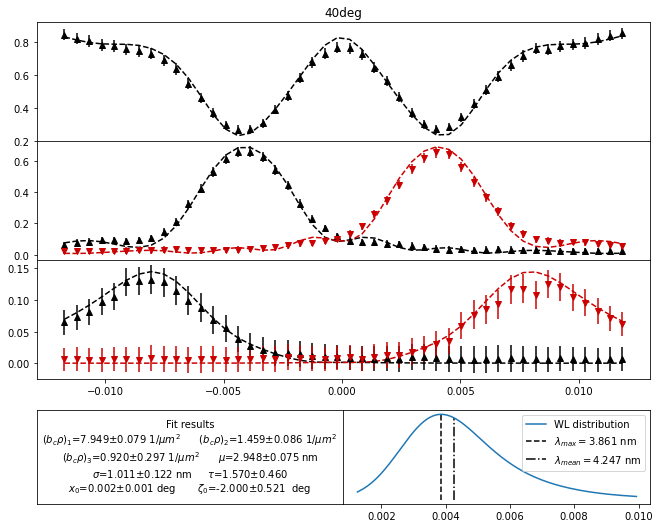 40deg
0.8
0.6
0.4
0.2
0.6
0.4
0.2
0.0
0.15
0.10
0.05
0.00
−0.010 −0.005 0.000 0.005 0.010
Fit results
(b_cρ)₁=7.949±0.079 1/μm² (b_cρ)₂=1.459±0.086 1/μm²
(b_cρ)₃=0.920±0.297 1/μm² μ=2.948±0.075 nm
σ=1.011±0.122 nm τ=1.570±0.460
x₀=0.002±0.001 deg ζ₀=-2.000±0.521 deg
WL distribution
λ_max = 3.861 nm
λ_mean = 4.247 nm
0.002 0.004 0.006 0.008 0.010